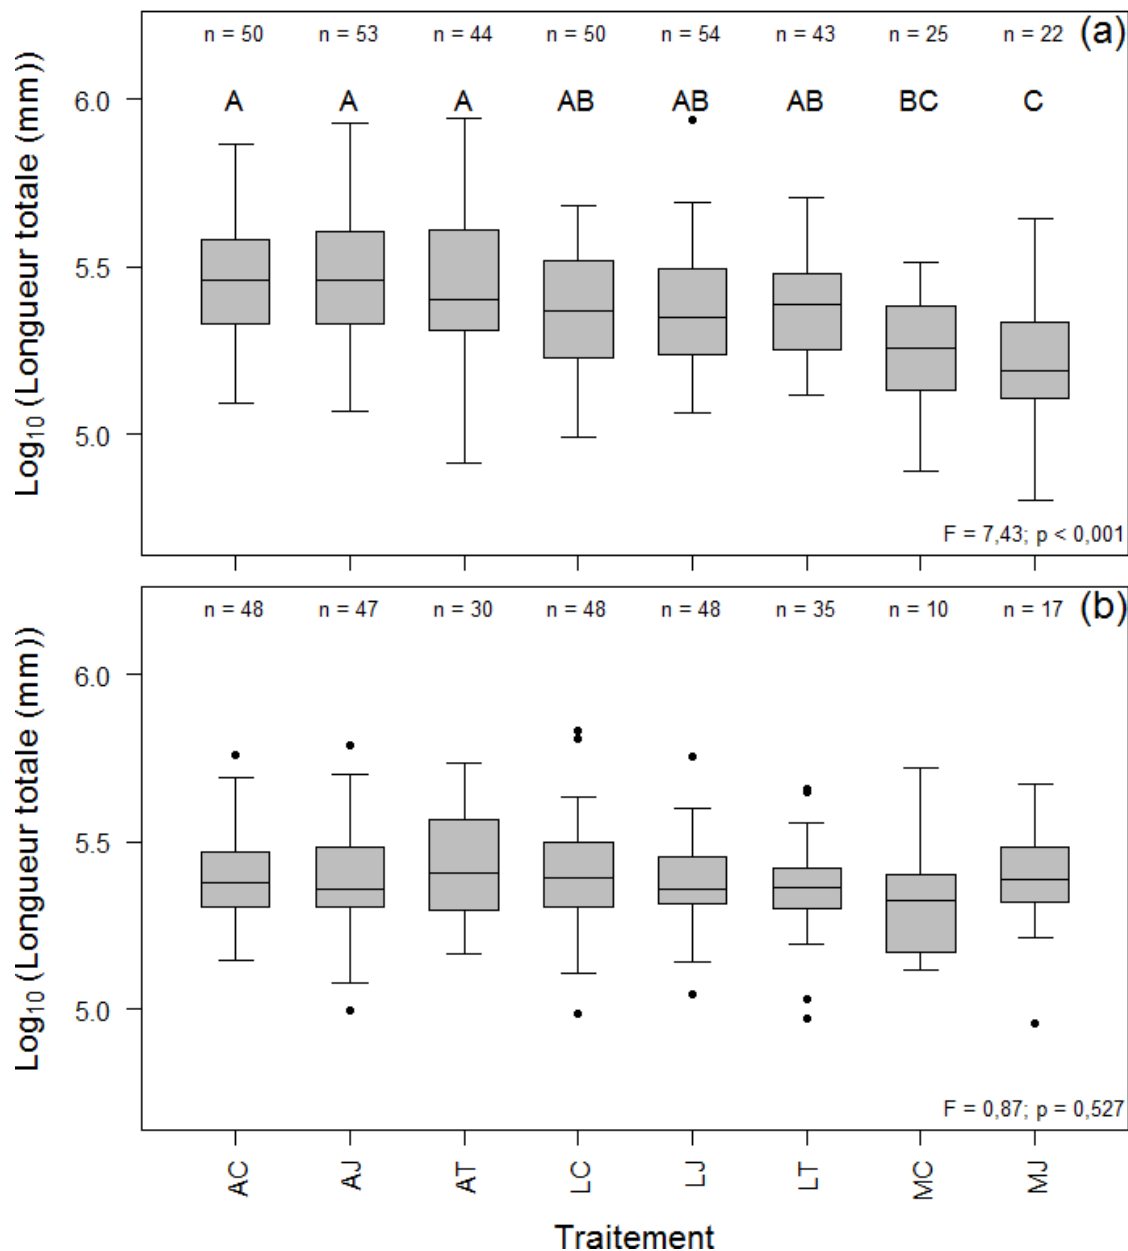 n = 50 n = 53 n = 44 n = 50 n = 54 n = 43 n = 25 n = 22 (a)
A A A AB AB AB BC C
6.0
5.5
5.0
Log10 (Longueur totale (mm))
F = 7,43; p < 0,001
n = 48 n = 47 n = 30 n = 48 n = 48 n = 35 n = 10 n = 17 (b)
6.0
5.5
5.0
Log10 (Longueur totale (mm))
F = 0,87; p = 0,527
AC AJ AT LC LJ LT MC MJ
Traitement